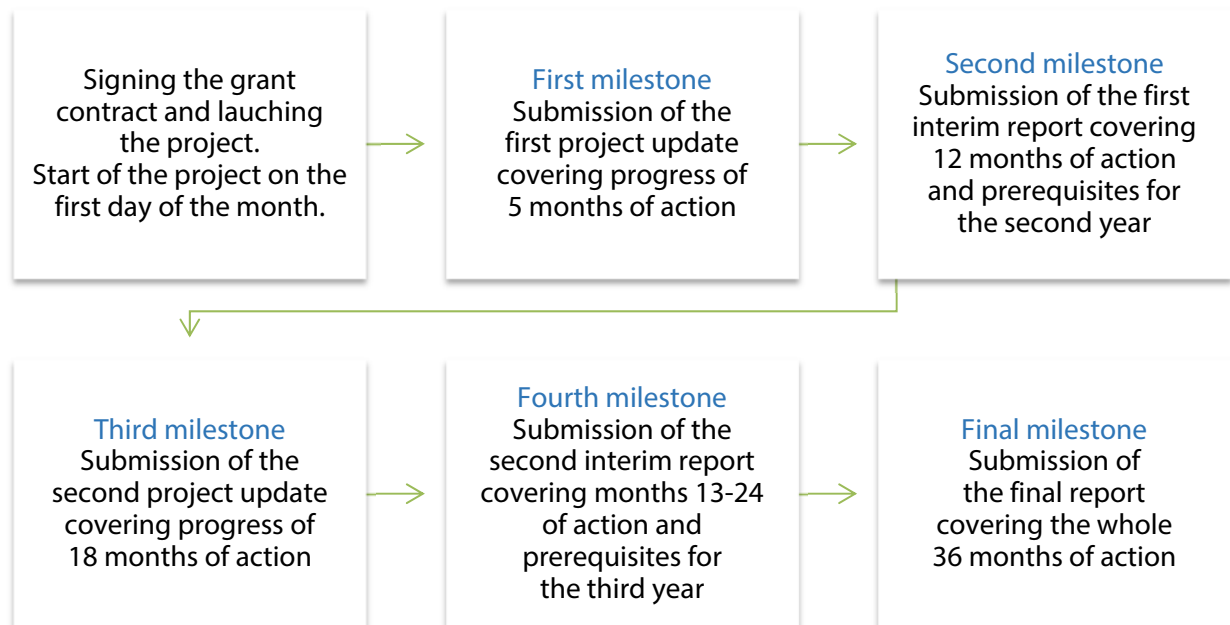 Signing the grant
contract and lauching
the project.
Start of the project on the
first day of the month.
First milestone
Submission of the
first project update
covering progress of
5 months of action
Second milestone
Submission of the first
interim report covering
12 months of action
and prerequisites for
the second year
Third milestone
Submission of the
second project update
covering progress of
18 months of action
Fourth milestone
Submission of the
second interim report
covering months 13-24
of action and
prerequisites for
the third year
Final milestone
Submission of
the final report
covering the whole
36 months of action